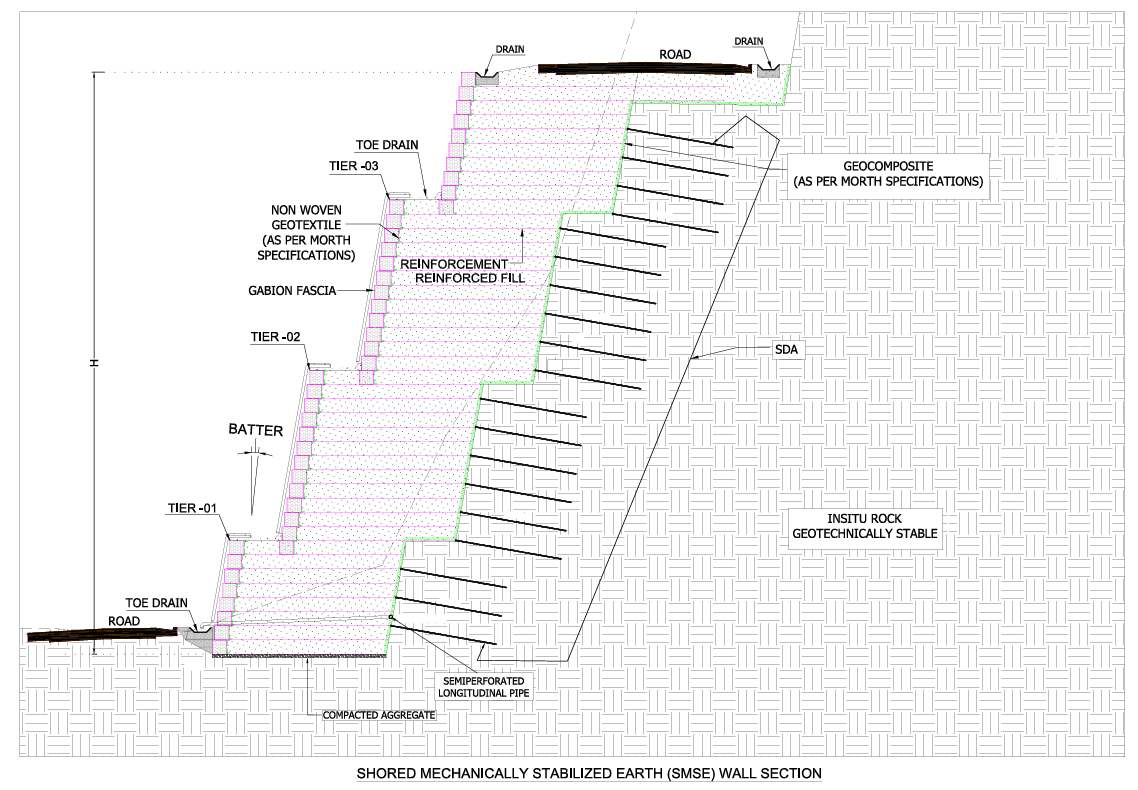 DRAIN
ROAD
DRAIN
TOE DRAIN
TIER -03
GEOCOMPOSITE
(AS PER MORTH SPECIFICATIONS)
NON WOVEN
GEOTEXTILE
(AS PER MORTH
SPECIFICATIONS)
REINFORCEMENT
REINFORCED FILL
GABION FASCIA
TIER -02
SDA
H
BATTER
TIER -01
INSITU ROCK
GEOTECHNICALLY STABLE
TOE DRAIN
ROAD
SEMIPERFORATED
LONGITUDINAL PIPE
COMPACTED AGGREGATE
SHORED MECHANICALLY STABILIZED EARTH (SMSE) WALL SECTION